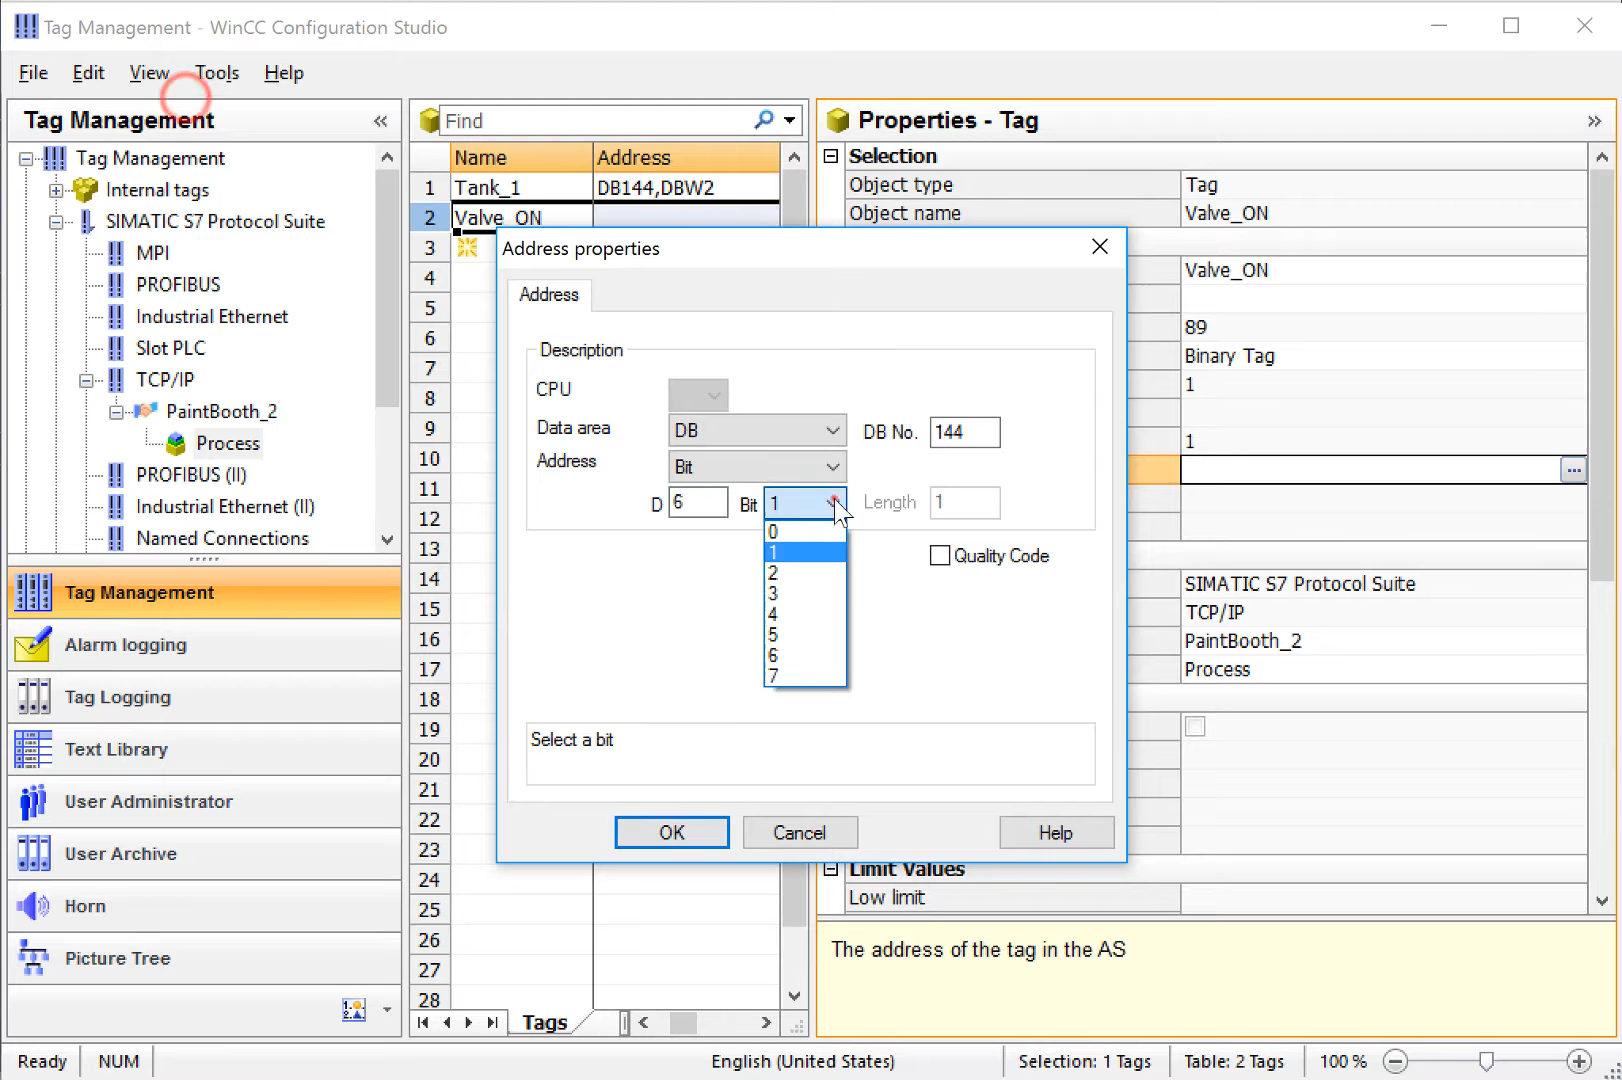 Tag Management - WinCC Configuration Studio
File Edit View Tools Help
Tag Management «
Tag Management
Internal tags
SIMATIC S7 Protocol Suite
MPI
PROFIBUS
Industrial Ethernet
Slot PLC
TCP/IP
PaintBooth_2
Process
PROFIBUS (II)
Industrial Ethernet (II)
Named Connections
Tag Management
Alarm logging
Tag Logging
Text Library
User Administrator
User Archive
Horn
Picture Tree
Find
Name Address
1 Tank_1 DB144,DBW2
2 Valve_ON
3
4
5
6
7
8
9
10
11
12
13
14
15
16
17
18
19
20
21
22
23
24
25
26
27
28
Tags
Address properties
Address
Description
CPU
Data area DB DB No. 144
Address Bit
D 6 Bit 1 Length 1
0
1
2
3
4
5
6
7
Quality Code
Select a bit
OK Cancel Help
Properties - Tag »
Selection
Object type Tag
Object name Valve_ON
Valve_ON
89
Binary Tag
1
1
...
SIMATIC S7 Protocol Suite
TCP/IP
PaintBooth_2
Process
Limit Values
Low limit
The address of the tag in the AS
Ready NUM English (United States) Selection: 1 Tags Table: 2 Tags 100 %